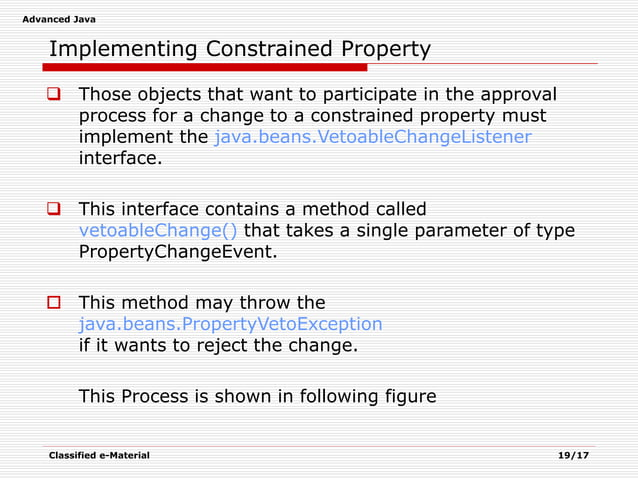 Advanced Java
Implementing Constrained Property
Those objects that want to participate in the approval
process for a change to a constrained property must
implement the java.beans.VetoableChangeListener
interface.
This interface contains a method called
vetoableChange() that takes a single parameter of type
PropertyChangeEvent.
This method may throw the
java.beans.PropertyVetoException
if it wants to reject the change.
This Process is shown in following figure
Classified e-Material
19/17